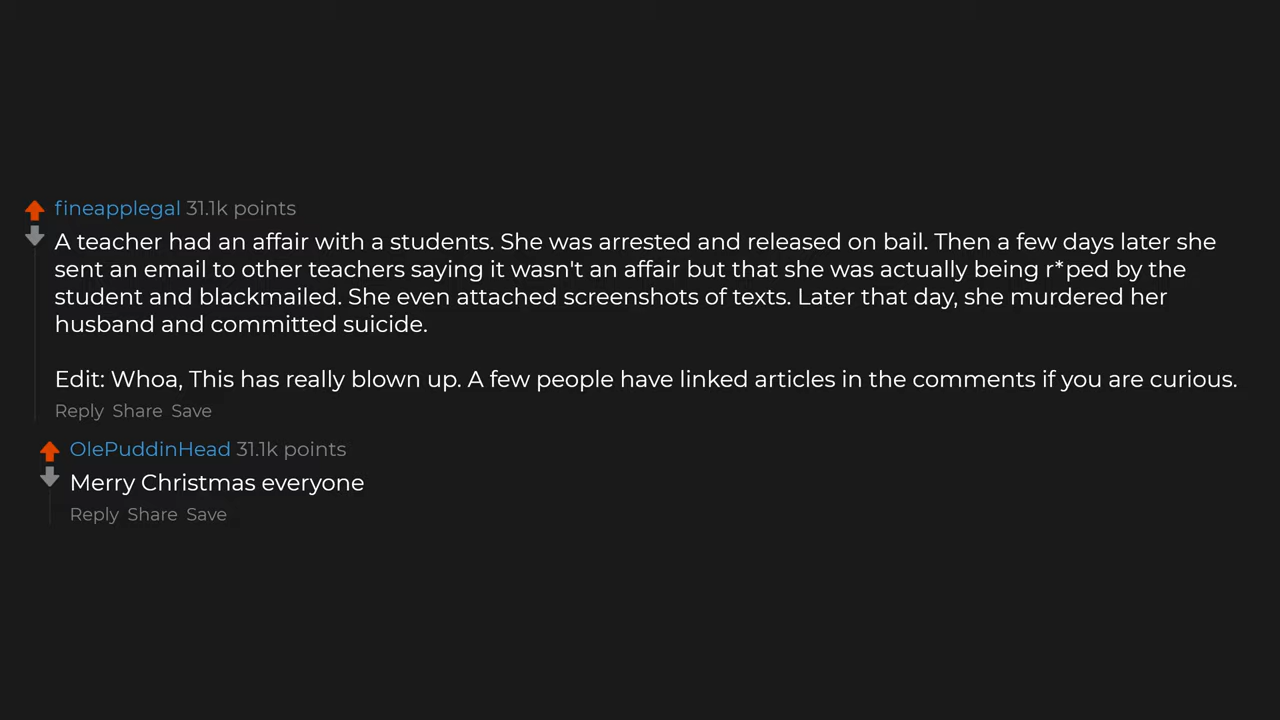 fineapplegal 31.1k points
A teacher had an affair with a students. She was arrested and released on bail. Then a few days later she
sent an email to other teachers saying it wasn't an affair but that she was actually being r*ped by the
student and blackmailed. She even attached screenshots of texts. Later that day, she murdered her
husband and committed suicide.
Edit: Whoa, This has really blown up. A few people have linked articles in the comments if you are curious.
Reply Share Save
OlePuddinHead 31.1k points
Merry Christmas everyone
Reply Share Save